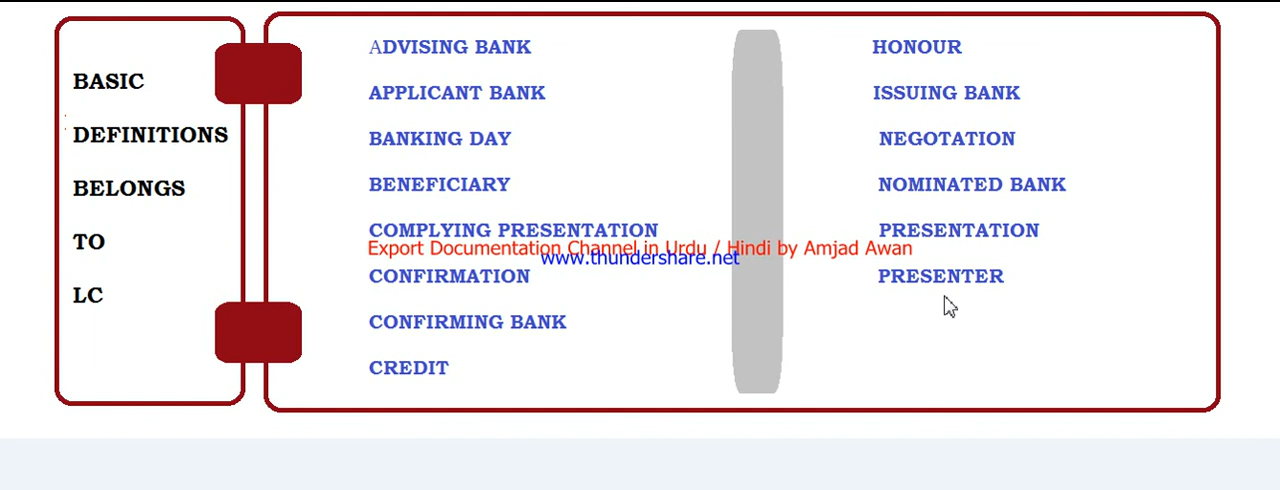 BASIC
DEFINITIONS
BELONGS
TO
LC
ADVISING BANK
APPLICANT BANK
BANKING DAY
BENEFICIARY
COMPLYING PRESENTATION
Export Documentation Channel in Urdu / Hindi by Amjad Awan
www.thundershare.net
CONFIRMATION
CONFIRMING BANK
CREDIT
HONOUR
ISSUING BANK
NEGOTATION
NOMINATED BANK
PRESENTATION
PRESENTER